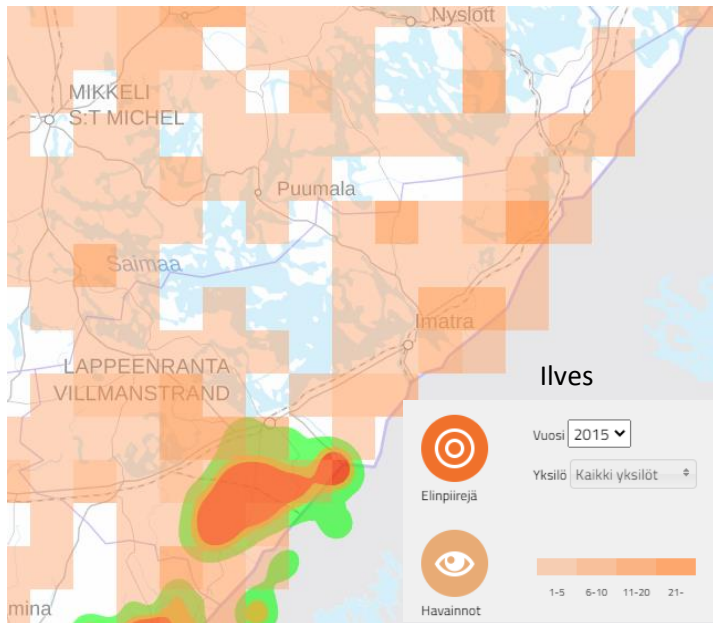 Nyslott
MIKKELI
S:T MICHEL
Puumala
Saimaa
Imatra
LAPPEENRANTA
VILLMANSTRAND
mina
Ilves
Vuosi 2015
Yksilö Kaikki yksilöt
Elinpiirejä
Havainnot
1-5 6-10 11-20 21-